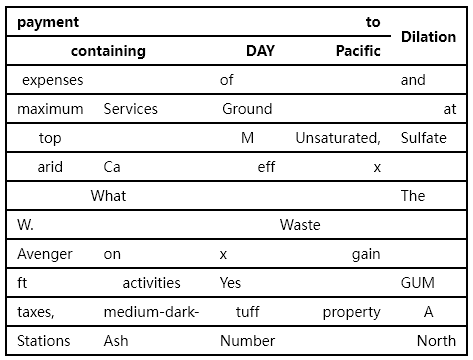 payment to Dilation
containing DAY Pacific
expenses of and
maximum Services Ground at
top M Unsaturated, Sulfate
arid Ca eff x
What The
W. Waste
Avenger on x gain
ft activities Yes GUM
taxes, medium-dark- tuff property A
Stations Ash Number North